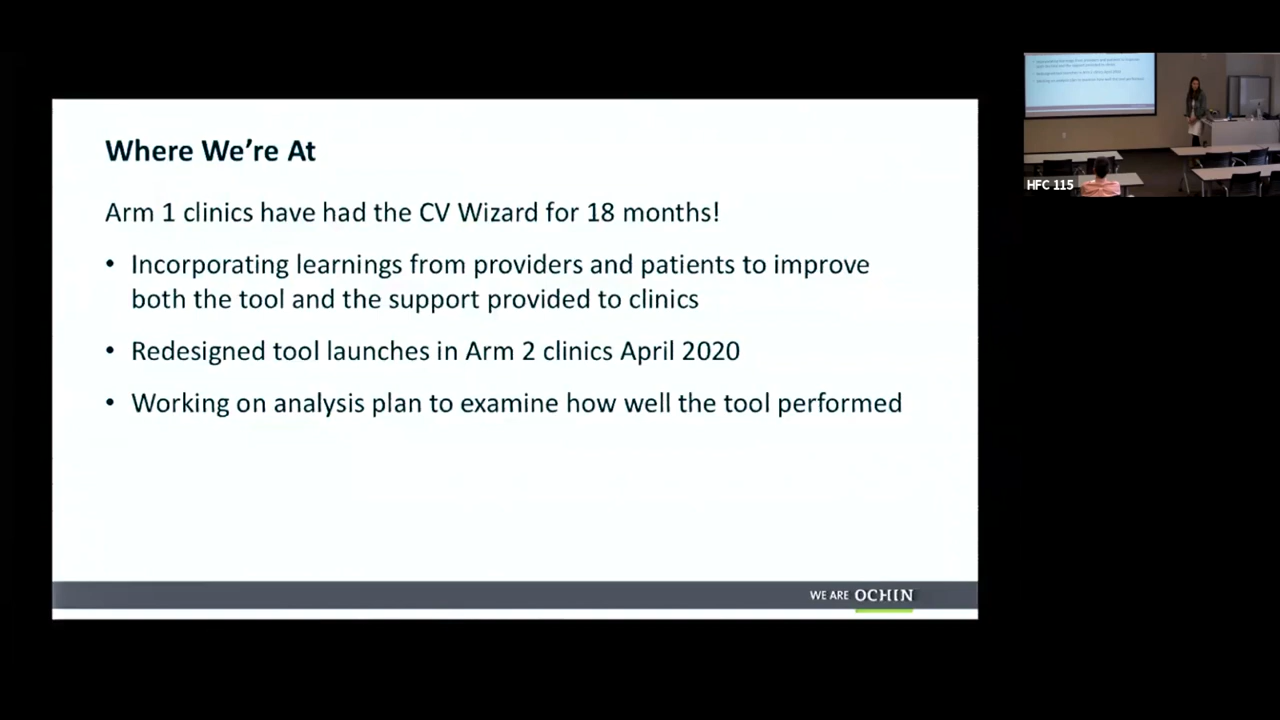 Where We're At
Arm 1 clinics have had the CV Wizard for 18 months!
• Incorporating learnings from providers and patients to improve
both the tool and the support provided to clinics
• Redesigned tool launches in Arm 2 clinics April 2020
• Working on analysis plan to examine how well the tool performed
WE ARE OCHIN
HFC 115